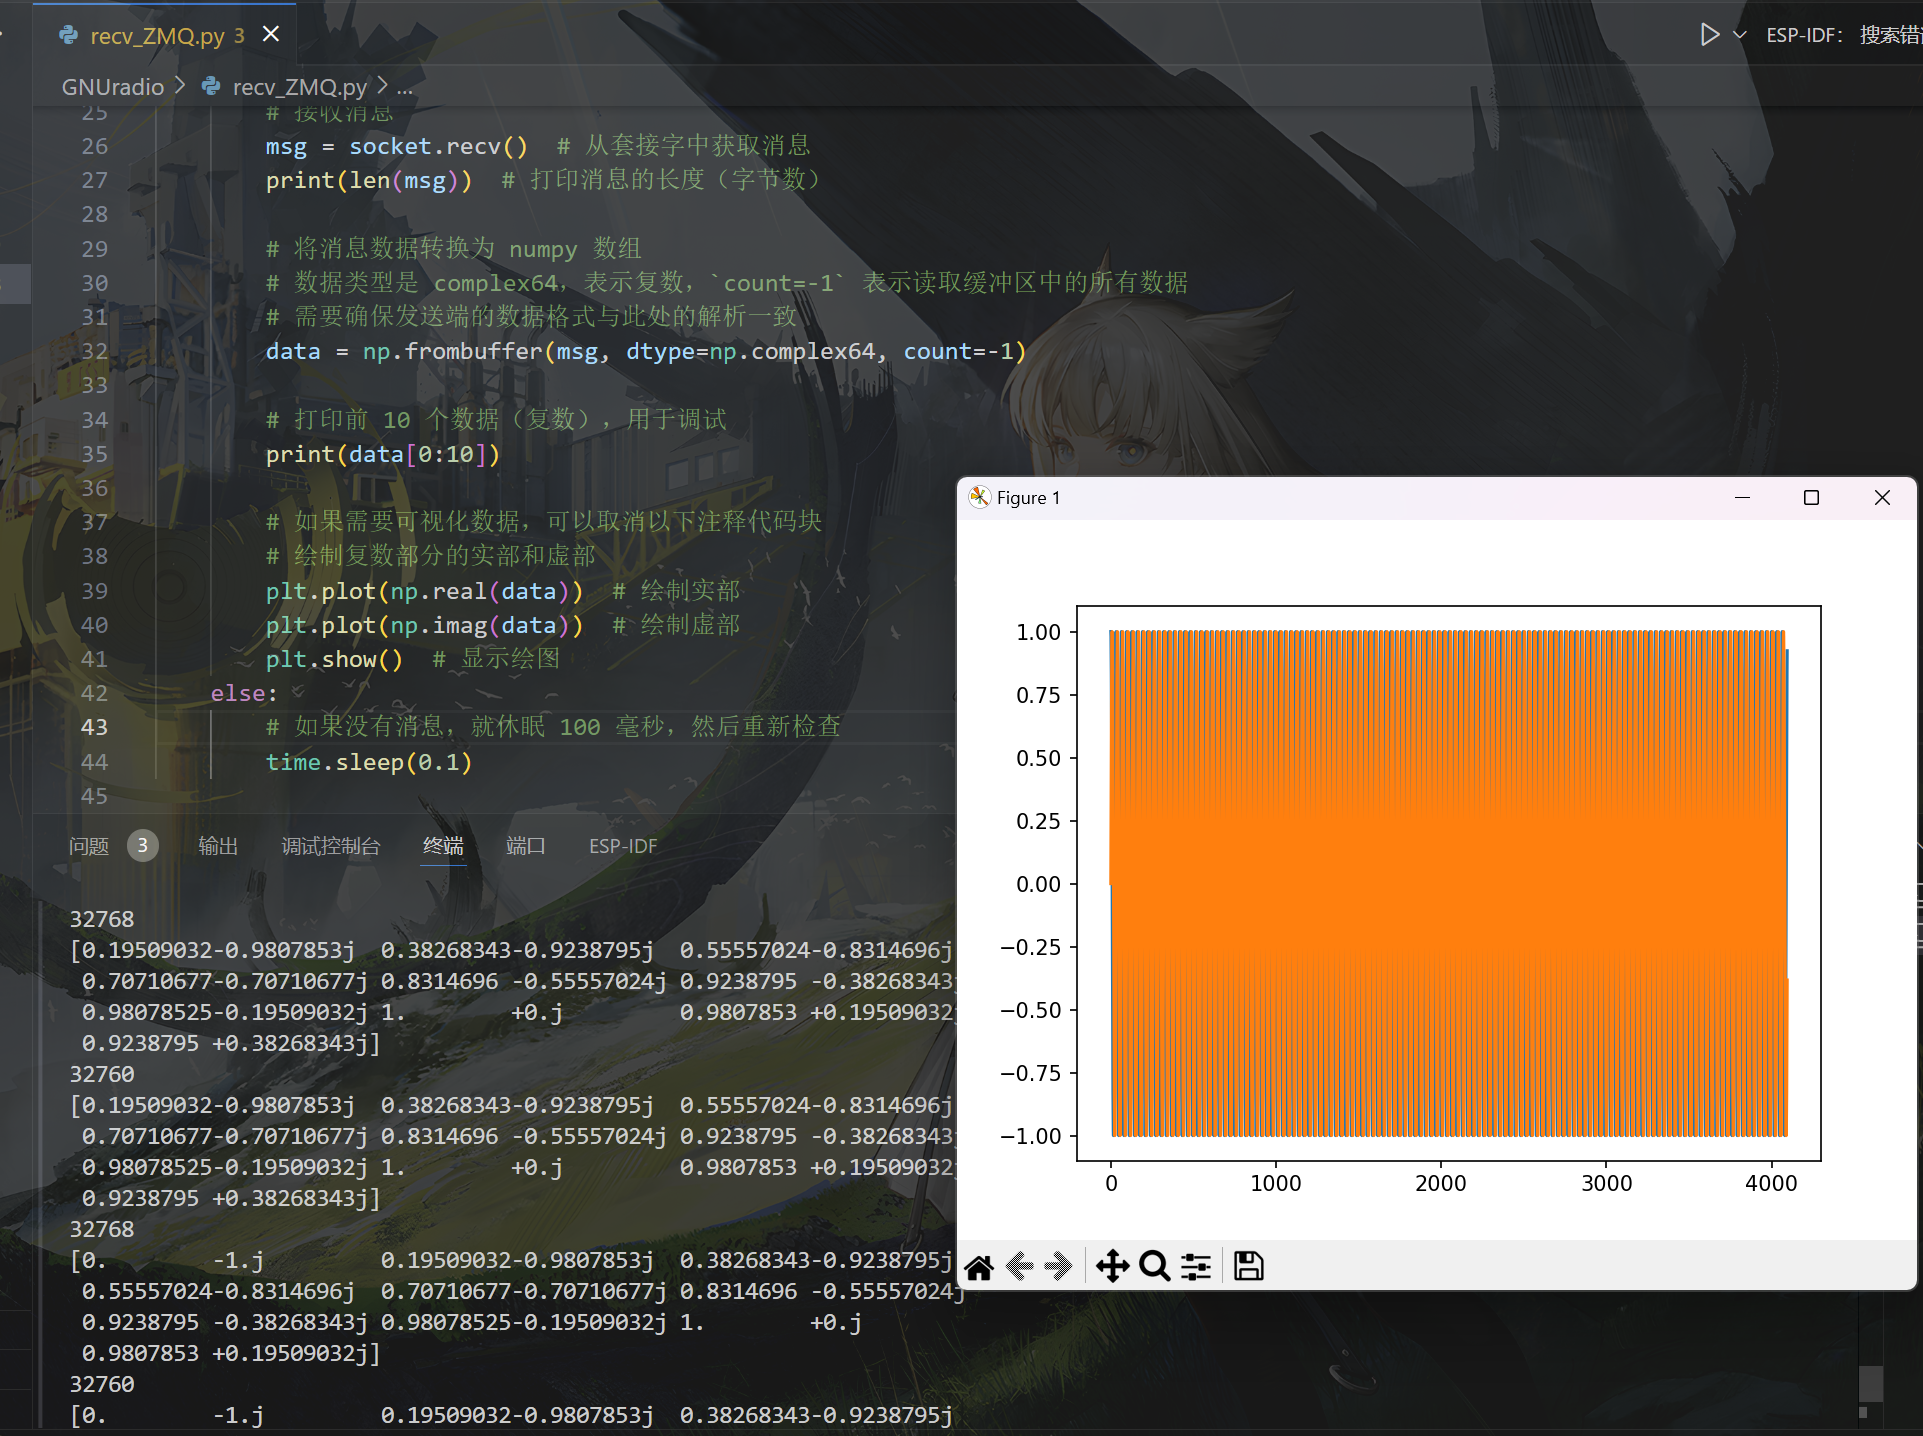 recv_ZMQ.py 3
ESP-IDF: 搜索错
GNUradio > recv_ZMQ.py > ...
25 # 接收消息
26 msg = socket.recv()  # 从套接字中获取消息
27 print(len(msg))  # 打印消息的长度（字节数）
28
29 # 将消息数据转换为 numpy 数组
30 # 数据类型是 complex64，表示复数，`count=-1` 表示读取缓冲区中的所有数据
31 # 需要确保发送端的数据格式与此处的解析一致
32 data = np.frombuffer(msg, dtype=np.complex64, count=-1)
33
34 # 打印前 10 个数据（复数），用于调试
35 print(data[0:10])
36
37 # 如果需要可视化数据，可以取消以下注释代码块
38 # 绘制复数部分的实部和虚部
39 plt.plot(np.real(data))  # 绘制实部
40 plt.plot(np.imag(data))  # 绘制虚部
41 plt.show()  # 显示绘图
42 else:
43 # 如果没有消息，就休眠 100 毫秒，然后重新检查
44 time.sleep(0.1)
45
问题 3 输出 调试控制台 终端 端口 ESP-IDF
32768
[0.19509032-0.9807853j  0.38268343-0.9238795j  0.55557024-0.8314696j
0.70710677-0.70710677j 0.8314696 -0.55557024j 0.9238795 -0.38268343j
0.98078525-0.19509032j 1.        +0.j         0.9807853 +0.19509032j
0.9238795 +0.38268343j]
32760
[0.19509032-0.9807853j  0.38268343-0.9238795j  0.55557024-0.8314696j
0.70710677-0.70710677j 0.8314696 -0.55557024j 0.9238795 -0.38268343j
0.98078525-0.19509032j 1.        +0.j         0.9807853 +0.19509032j
0.9238795 +0.38268343j]
32768
[0.        -1.j         0.19509032-0.9807853j  0.38268343-0.9238795j
0.55557024-0.8314696j  0.70710677-0.70710677j 0.8314696 -0.55557024j
0.9238795 -0.38268343j 0.98078525-0.19509032j 1.        +0.j
0.9807853 +0.19509032j]
32760
[0.        -1.j         0.19509032-0.9807853j  0.38268343-0.9238795j
Figure 1
1.00
0.75
0.50
0.25
0.00
−0.25
−0.50
−0.75
−1.00
0 1000 2000 3000 4000